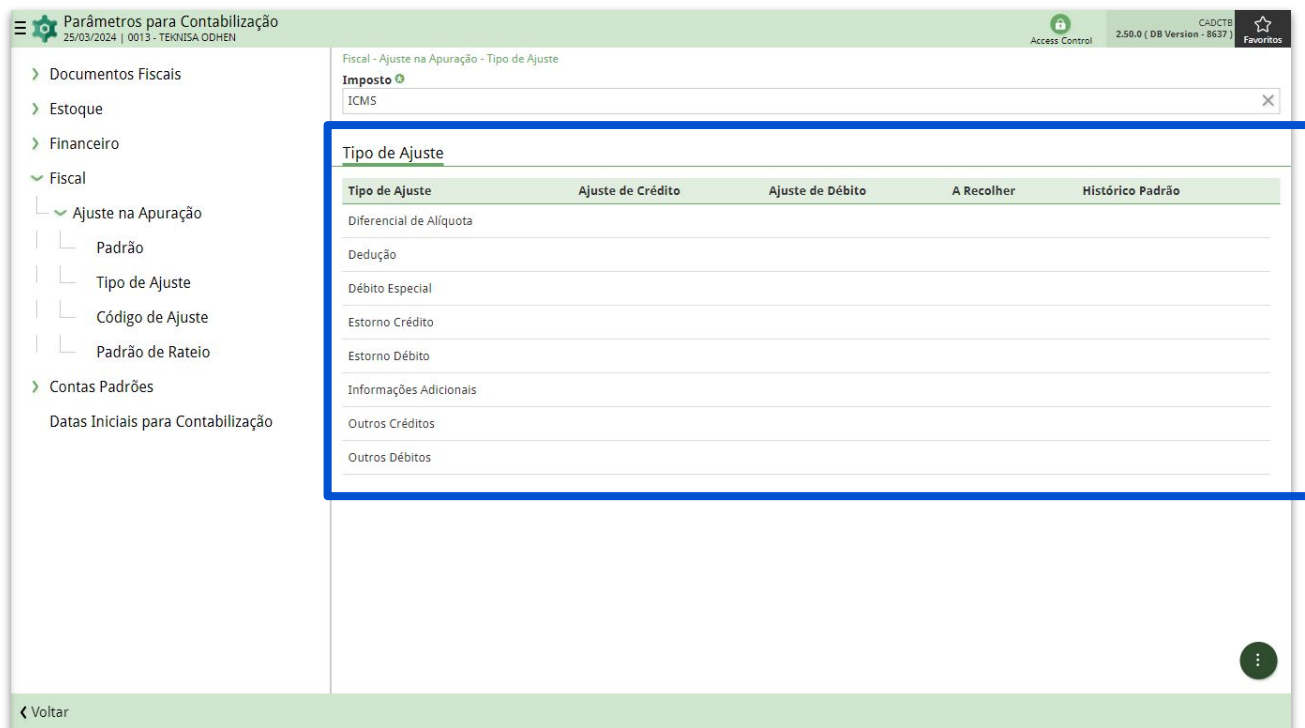 Parâmetros para Contabilização
25/03/2024 | 0013 - TEKNISA ODHEN
Access Control
CADCTB
2.50.0 ( DB Version - 8637 )
Favoritos
Documentos Fiscais
Estoque
Financeiro
Fiscal
Ajuste na Apuração
Padrão
Tipo de Ajuste
Código de Ajuste
Padrão de Rateio
Contas Padrões
Datas Iniciais para Contabilização
Fiscal - Ajuste na Apuração - Tipo de Ajuste
Imposto
ICMS
Tipo de Ajuste
Tipo de Ajuste Ajuste de Crédito Ajuste de Débito A Recolher Histórico Padrão
Diferencial de Alíquota
Dedução
Débito Especial
Estorno Crédito
Estorno Débito
Informações Adicionais
Outros Créditos
Outros Débitos
Voltar